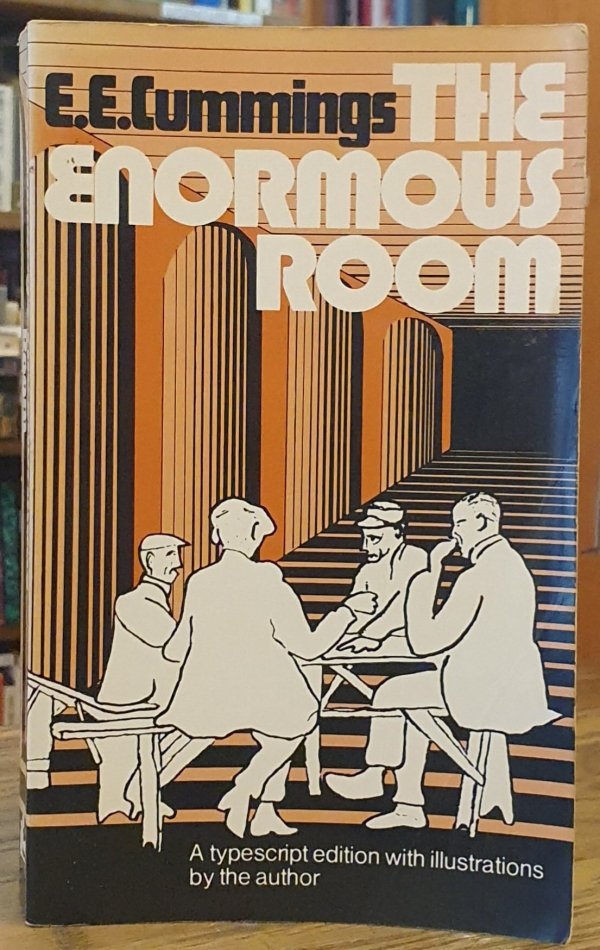 E.E.Cummings THE
ENORMOUS
ROOM
A typescript edition with illustrations
by the author